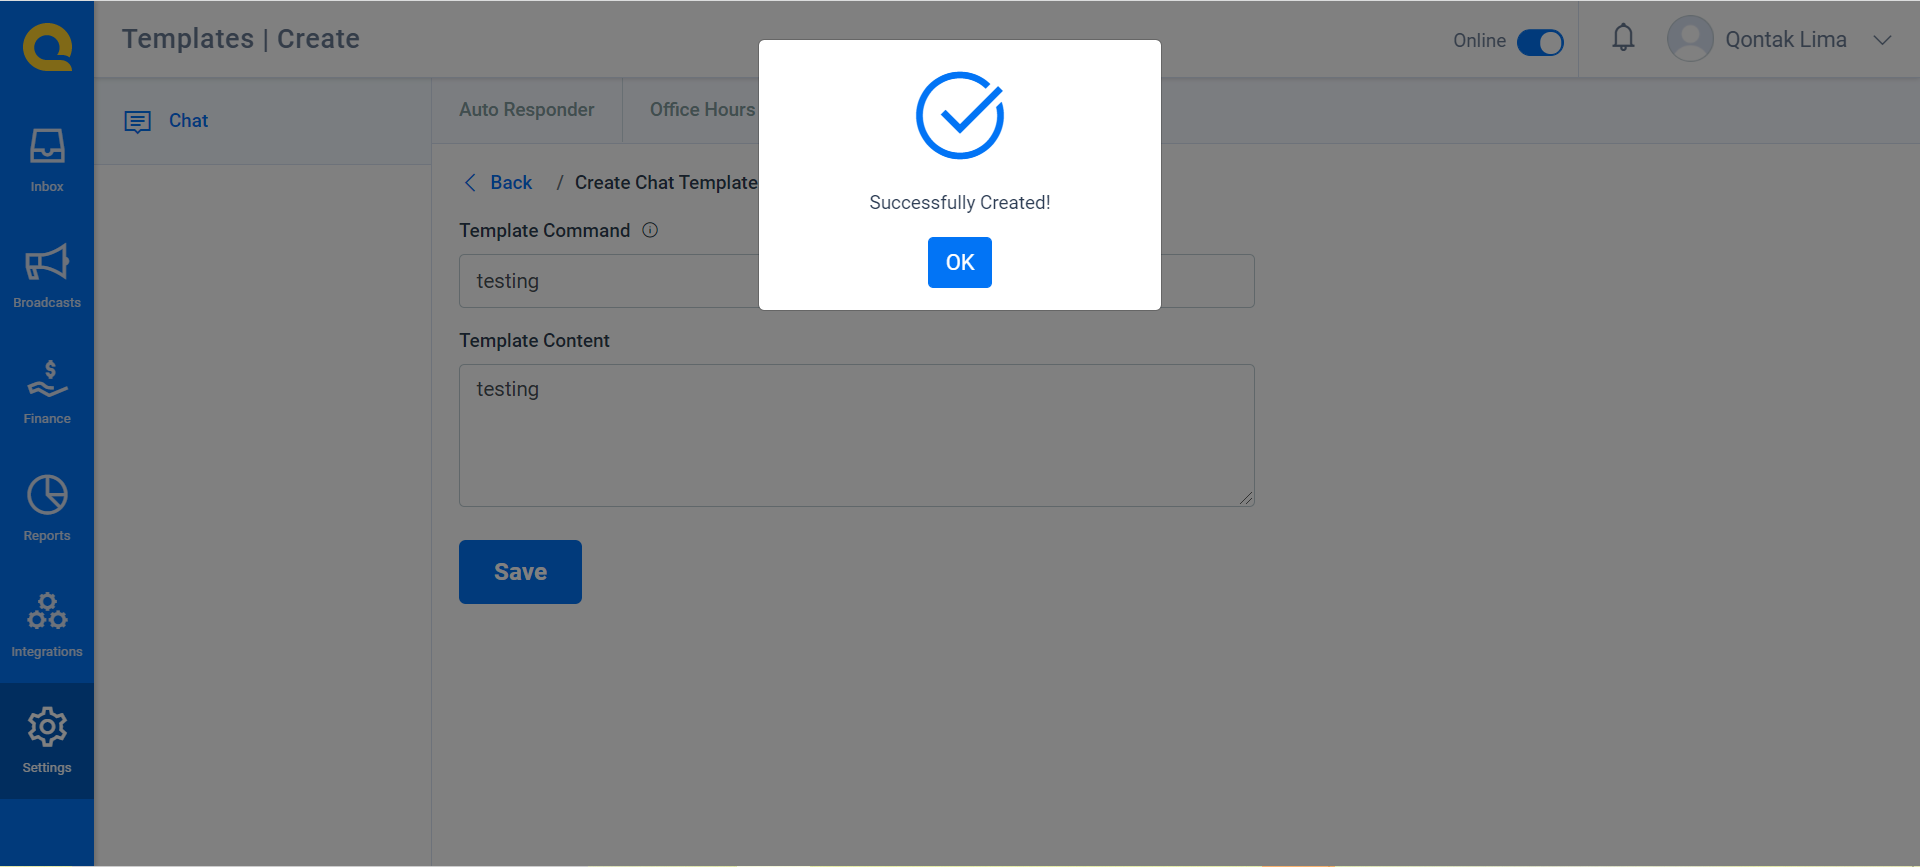 Templates | Create
Online
Qontak Lima
Inbox
Broadcasts
Finance
Reports
Integrations
Settings
Chat
Auto Responder
Office Hours
Back / Create Chat Template
Template Command
testing
Template Content
testing
Save
Successfully Created!
OK